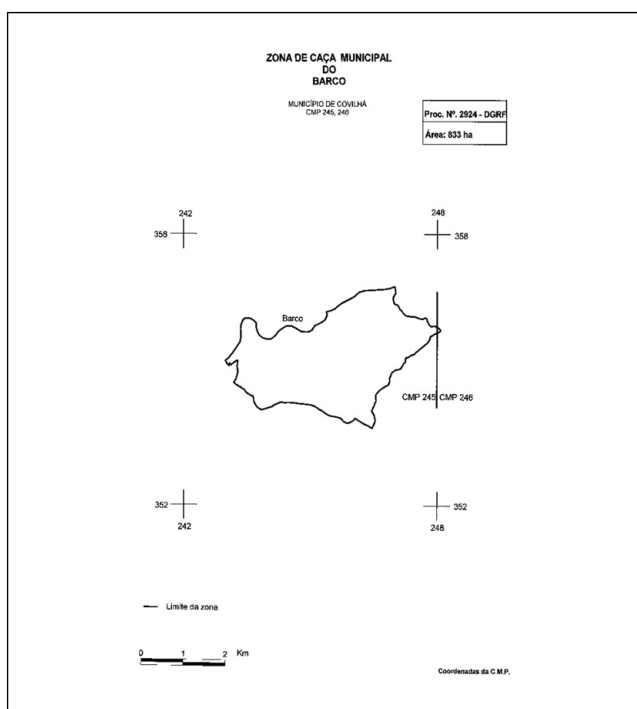 ZONA DE CAÇA MUNICIPAL
DO
BARCO
MUNICÍPIO DE COVILHÃ
CMP 245, 246
Proc. Nº. 2924 - DGRF
Área: 833 ha
242
358
248
358
Barco
CMP 245
CMP 246
352
242
352
248
Limite da zona
0 1 2 Km
Coordenadas da C.M.P.